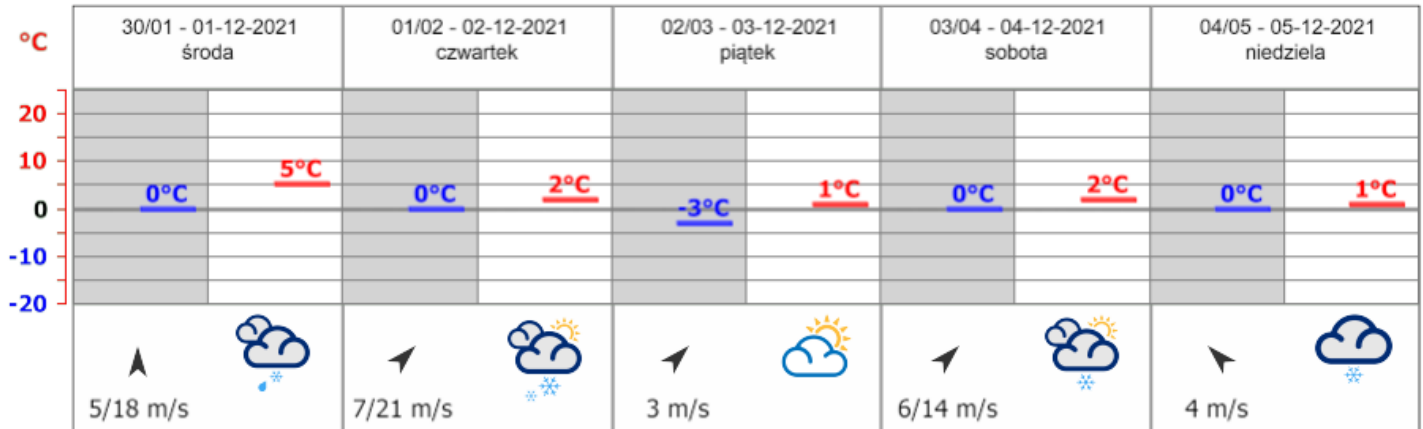 °C
30/01 - 01-12-2021
środa
01/02 - 02-12-2021
czwartek
02/03 - 03-12-2021
piątek
03/04 - 04-12-2021
sobota
04/05 - 05-12-2021
niedziela
20
10
0
-10
-20
0°C
5°C
0°C
2°C
-3°C
1°C
0°C
2°C
0°C
1°C
5/18 m/s
7/21 m/s
3 m/s
6/14 m/s
4 m/s